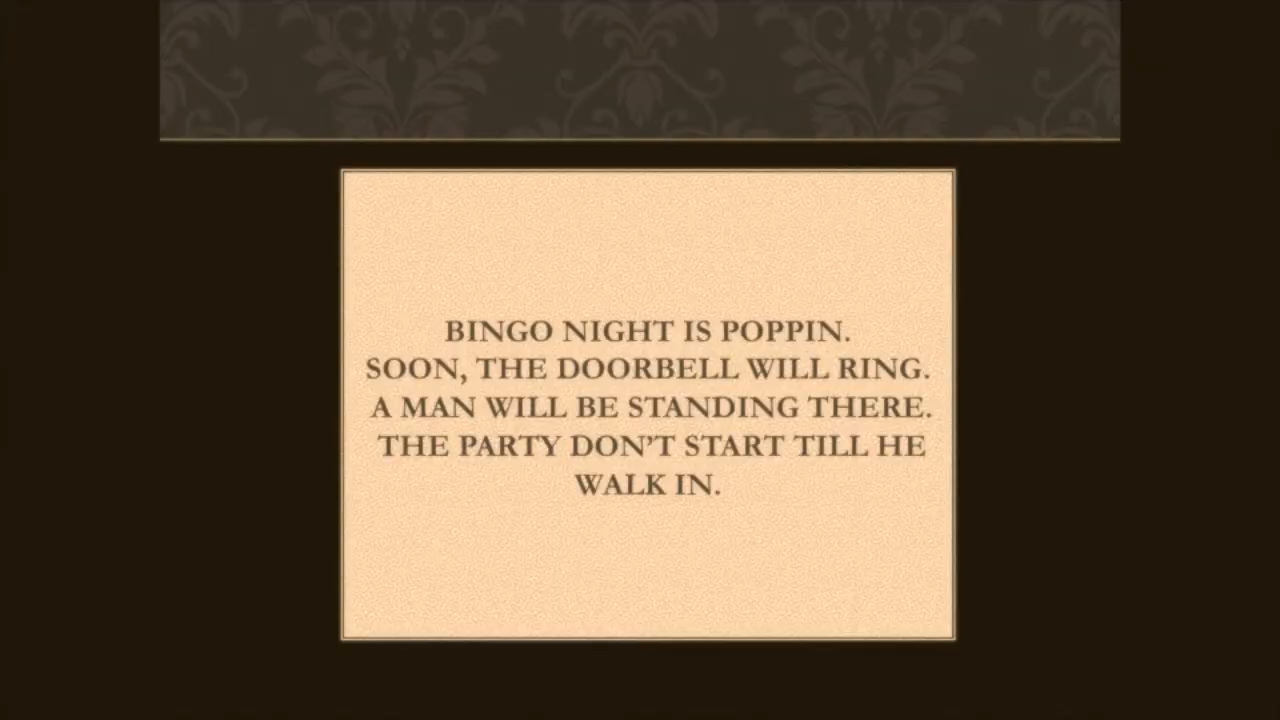 BINGO NIGHT IS POPPIN.
SOON, THE DOORBELL WILL RING.
A MAN WILL BE STANDING THERE.
THE PARTY DON'T START TILL HE
WALK IN.